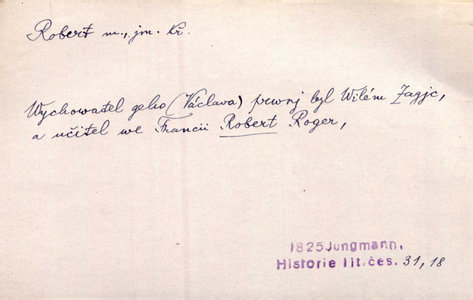 Robert m., jm. kř.
Wychowatel geho (Václava) prwnj byl Wilém Zagjc,
a učitel we Francii Robert Roger,
1825 Jungmann,
Historie lit.čes. 31, 18